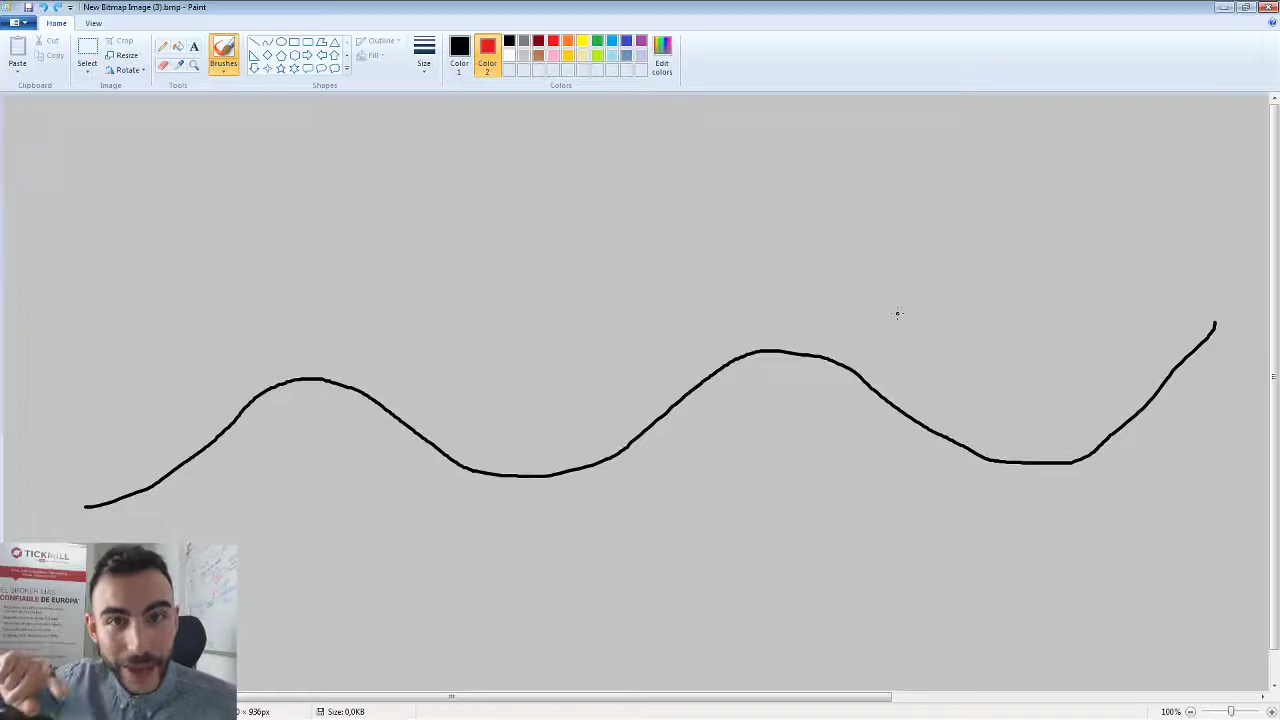 New Bitmap Image (3).bmp - Paint
Home
View
Paste
Cut
Copy
Clipboard
Select
Crop
Resize
Rotate
Image
A
Tools
Brushes
Outline
Fill
Shapes
Size
Color 1
Color 2
Edit colors
Colors
TICKMILL
EL BROKER MÁS
CONFIABLE DE EUROPA
× 936px
Size: 0,0KB
100%